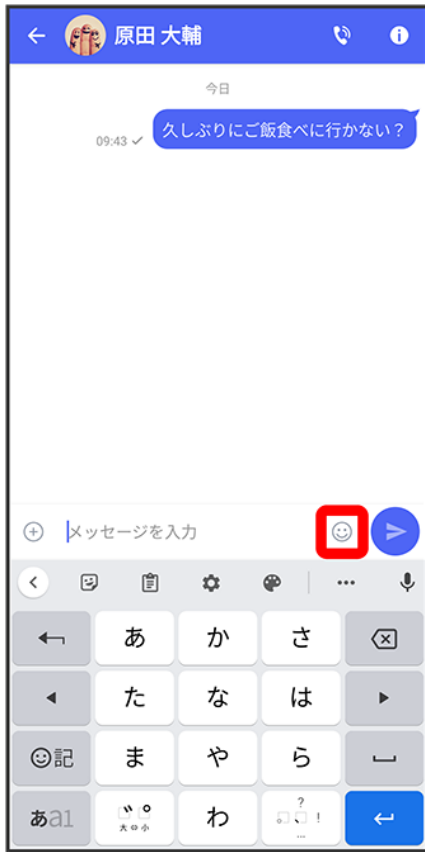 原田 大輔
今日
久しぶりにご飯食べに行かない？
09:43
メッセージを入力
あ
か
さ
た
な
は
記
ま
や
ら
あa1
大⇔小
わ
。、?!…